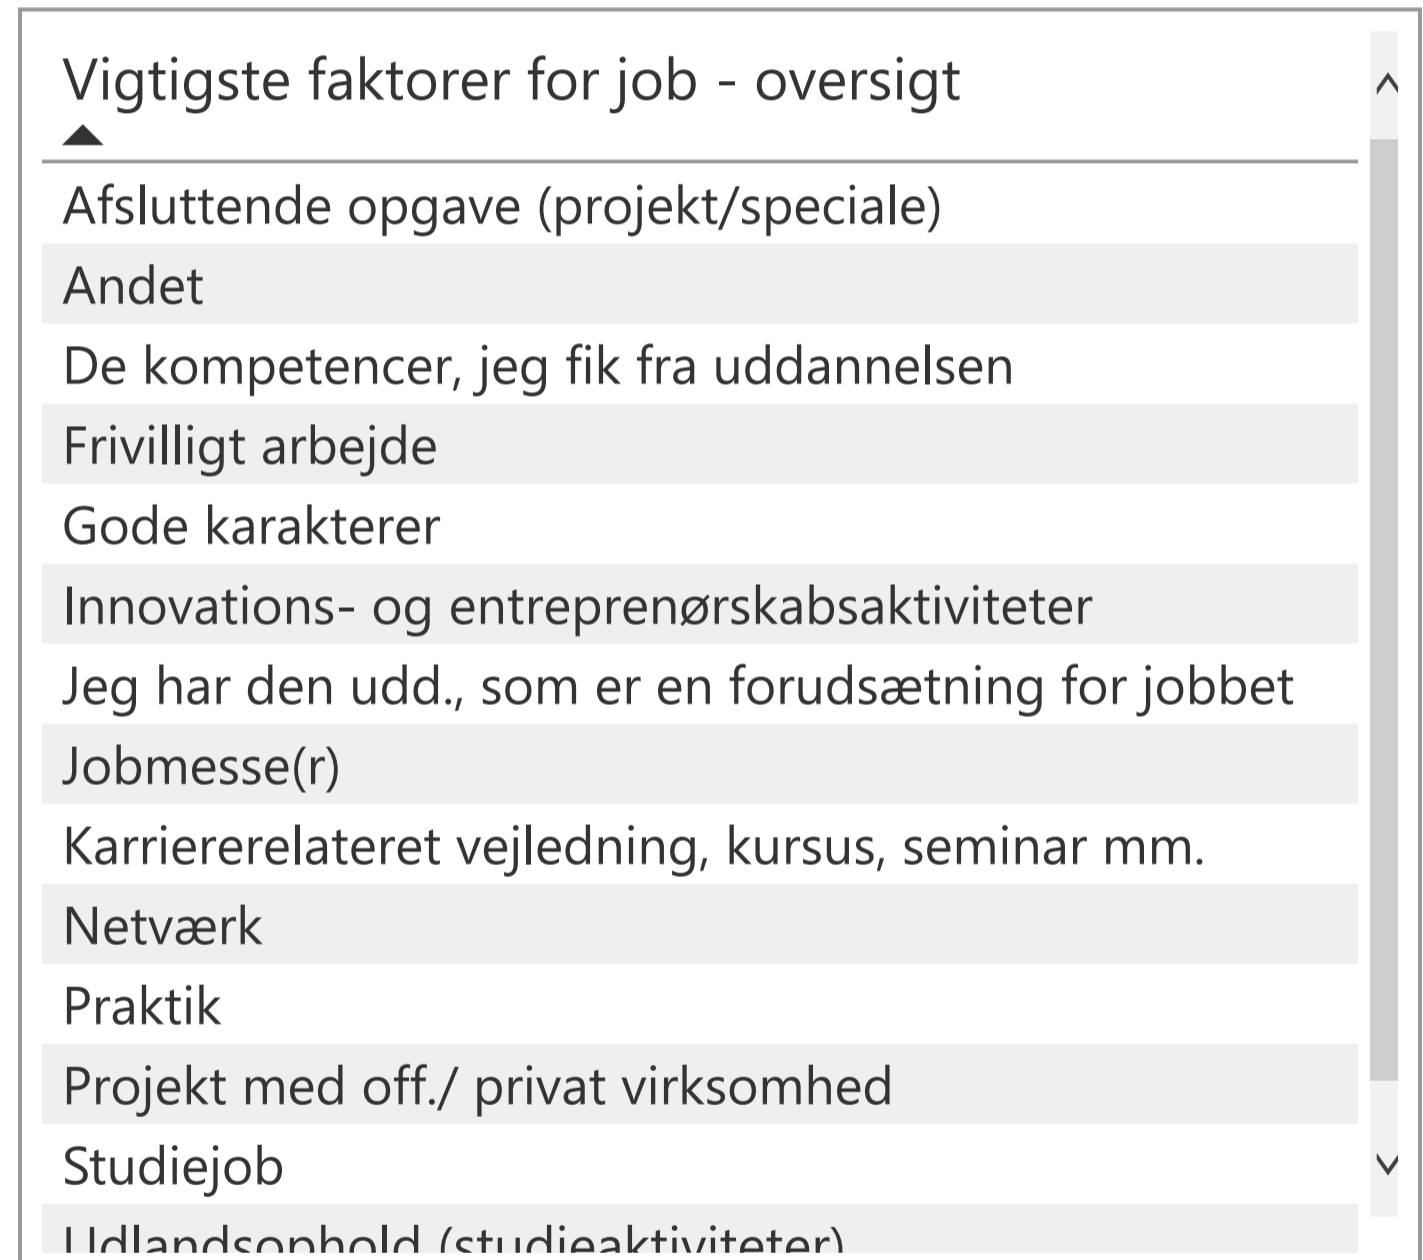 Vigtigste faktorer for job - oversigt
Afsluttende opgave (projekt/speciale)
Andet
De kompetencer, jeg fik fra uddannelsen
Frivilligt arbejde
Gode karakterer
Innovations- og entreprenørskabsaktiviteter
Jeg har den udd., som er en forudsætning for jobbet
Jobmesse(r)
Karriererelateret vejledning, kursus, seminar mm.
Netværk
Praktik
Projekt med off./ privat virksomhed
Studiejob
Udlandsophold (studieaktiviteter)